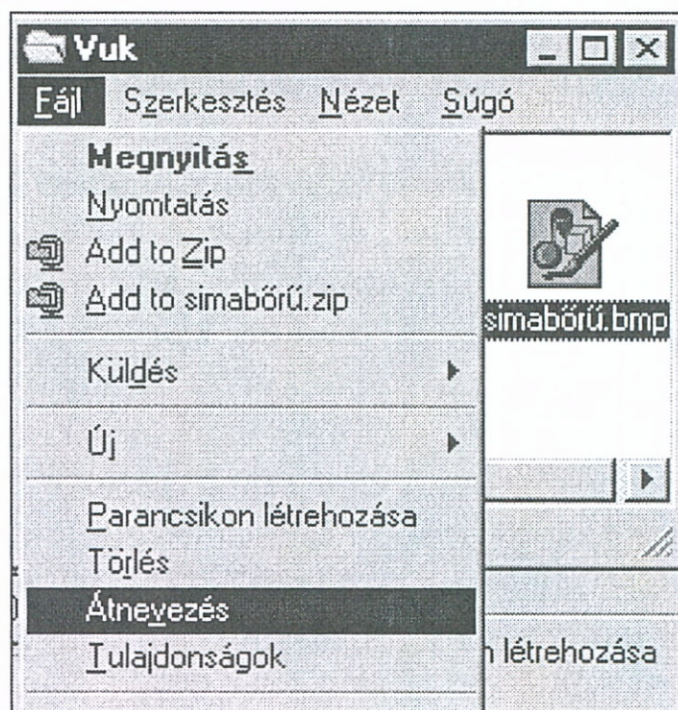 Vuk
Fájl Szerkesztés Nézet Súgó
Megnyitás
Nyomtatás
Add to Zip
Add to simabőrű.zip
simabőrű.bmp
Küldés
Új
Parancsikon létrehozása
Törlés
Átnevezés
Tulajdonságok
létrehozása